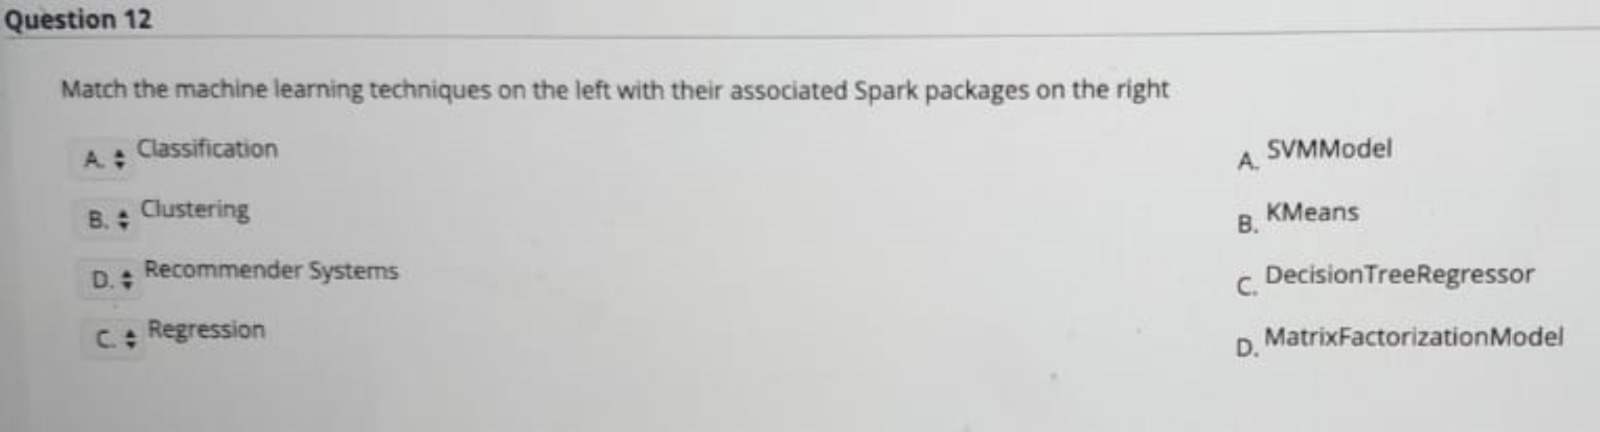 Question 12
Match the machine learning techniques on the left with their associated Spark packages on the right
A. Classification
B. Clustering
D. Recommender Systems
C. Regression
A. SVMModel
B. KMeans
C. DecisionTreeRegressor
D. MatrixFactorizationModel